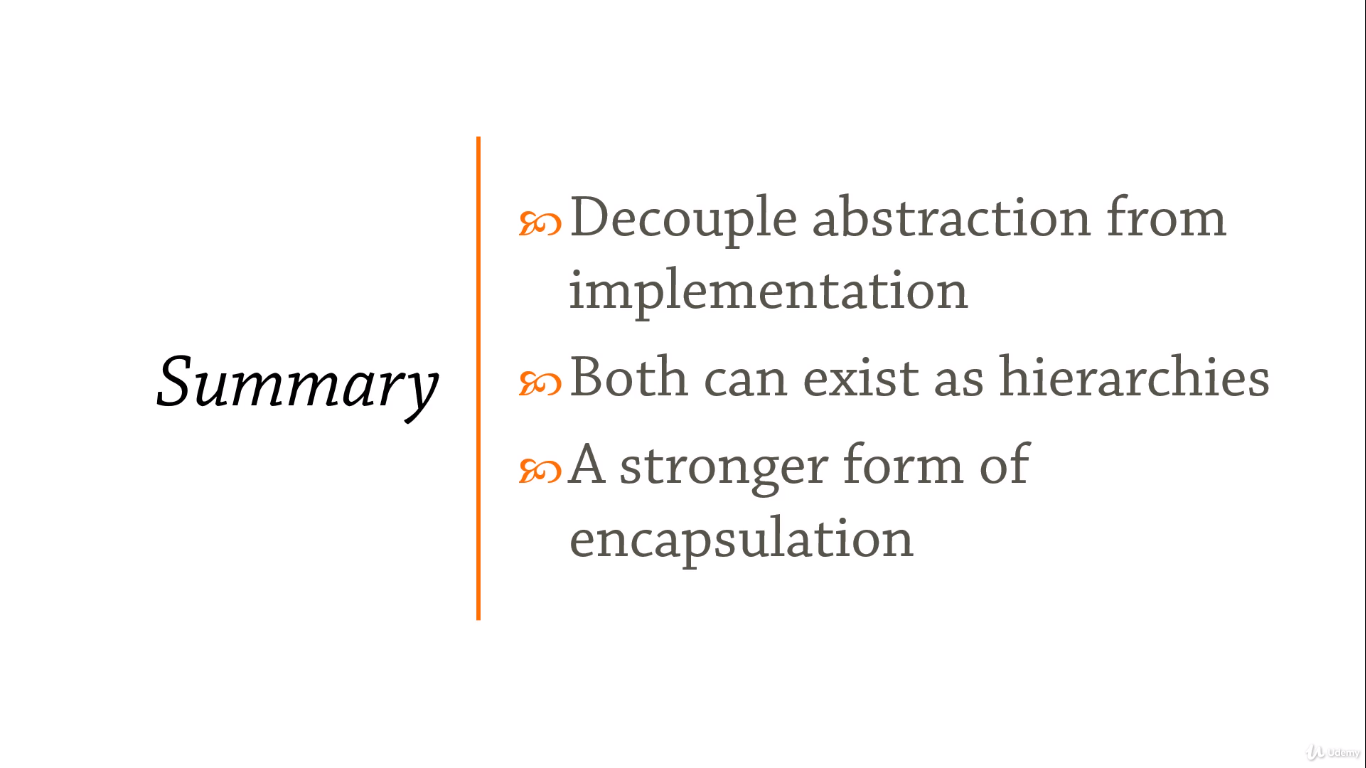 Summary
Decouple abstraction from
implementation
Both can exist as hierarchies
A stronger form of
encapsulation
Udemy